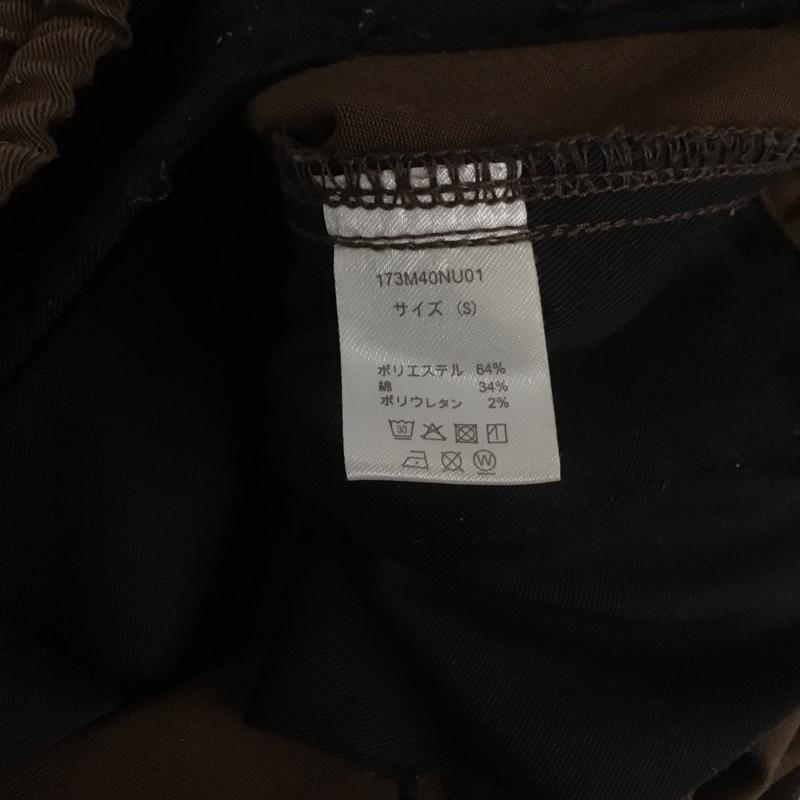 173M40NU01
サイズ (S)
ポリエステル 64%
綿 34%
ポリウレタン 2%
30
W